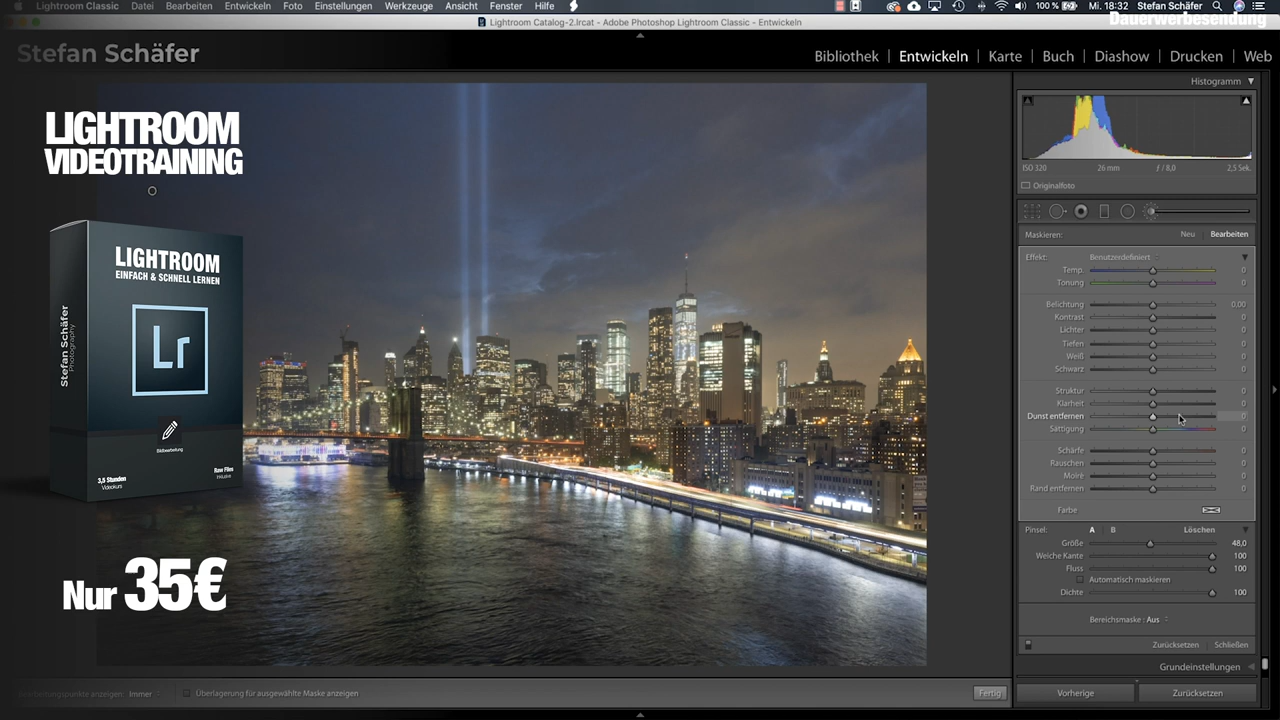 Lightroom Classic Datei Bearbeiten Entwickeln Foto Einstellungen Werkzeuge Ansicht Fenster Hilfe 100 % Mi. 18:32 Stefan Schäfer
Lightroom Catalog-2.lrcat - Adobe Photoshop Lightroom Classic - Entwickeln
Dauerwerbesendung
Stefan Schäfer
Bibliothek | Entwickeln | Karte | Buch | Diashow | Drucken | Web
Histogramm
ISO 320 26 mm ƒ / 8,0 2,5 Sek.
Originalfoto
Maskieren: Neu Bearbeiten
Effekt: Benutzerdefiniert
Temp. 0
Tonung 0
Belichtung 0,00
Kontrast 0
Lichter 0
Tiefen 0
Weiß 0
Schwarz 0
Struktur 0
Klarheit 0
Dunst entfernen 0
Sättigung 0
Schärfe 0
Rauschen 0
Moiré 0
Rand entfernen 0
Farbe
Pinsel: A B Löschen
Größe 48,0
Weiche Kante 100
Fluss 100
Automatisch maskieren
Dichte 100
Bereichsmaske : Aus
Zurücksetzen Schließen
Grundeinstellungen
Vorherige Zurücksetzen
LIGHTROOM
VIDEOTRAINING
LIGHTROOM
EINFACH & SCHNELL LERNEN
Lr
Stefan Schäfer
Photography
Bildbearbeitung
3,5 Stunden
Videokurs
Raw Files
Nur 35€
Bearbeitungspunkte anzeigen: Immer
Überlagerung für ausgewählte Maske anzeigen
Fertig